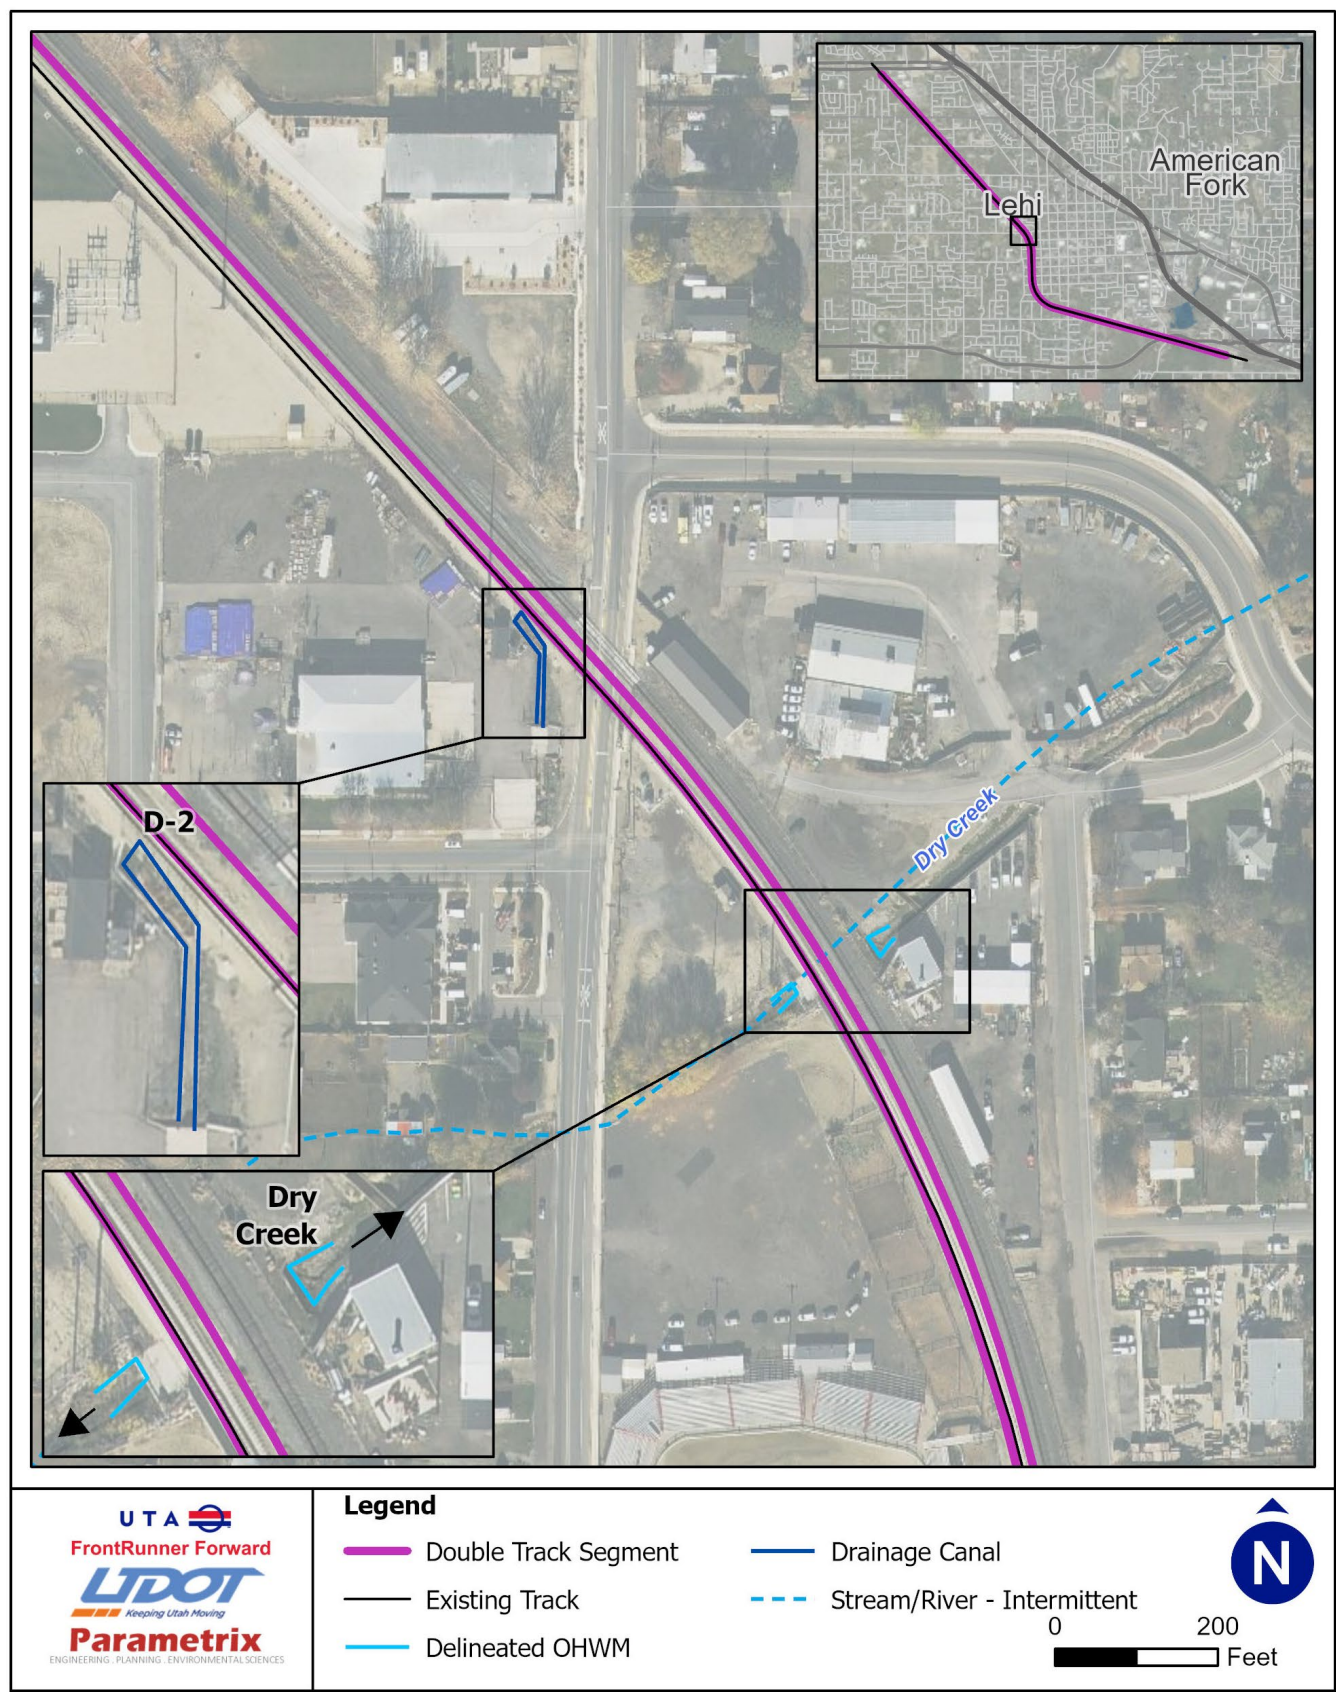 American
Fork
Lehi
Dry Creek
D-2
Dry
Creek
UTA
FrontRunner Forward
UDOT
Keeping Utah Moving
Parametrix
ENGINEERING . PLANNING . ENVIRONMENTAL SCIENCES
Legend
Double Track Segment
Existing Track
Delineated OHWM
Drainage Canal
Stream/River - Intermittent
0 200
Feet
N